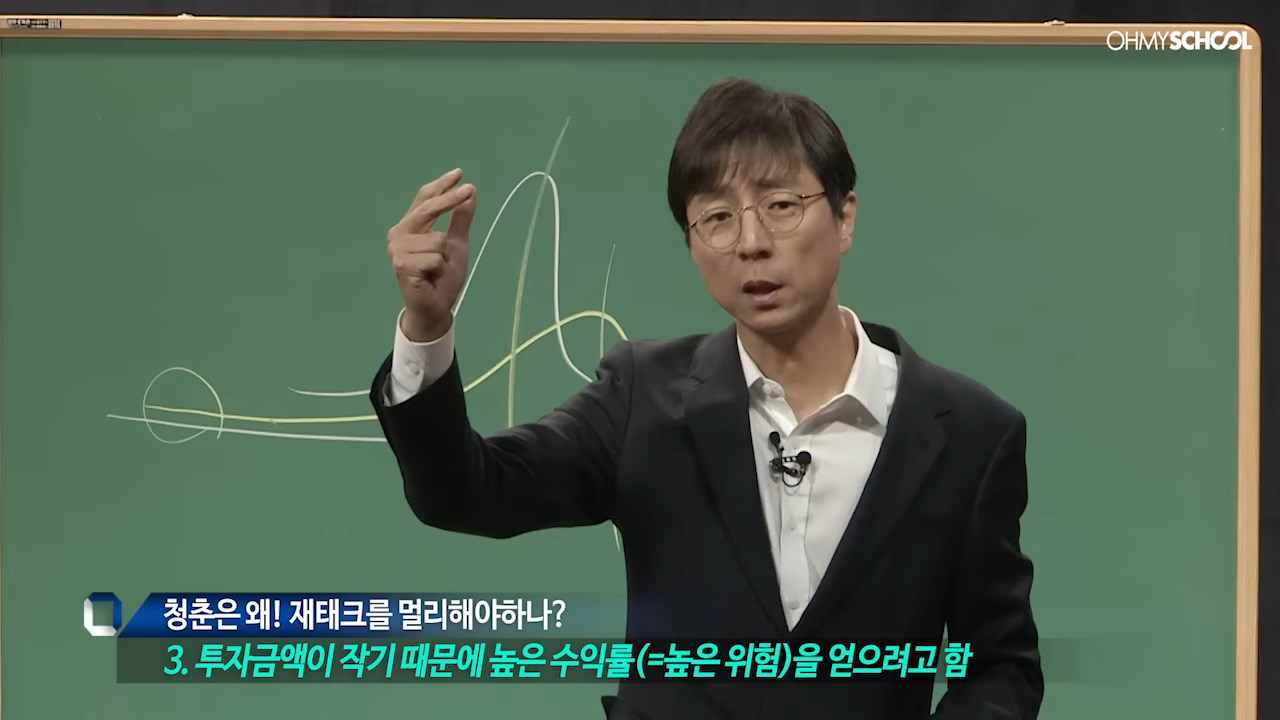 OHMYSCHOOL
청춘은 왜! 재태크를 멀리해야하나?
3. 투자금액이 작기 때문에 높은 수익률(=높은 위험)을 얻으려고 함